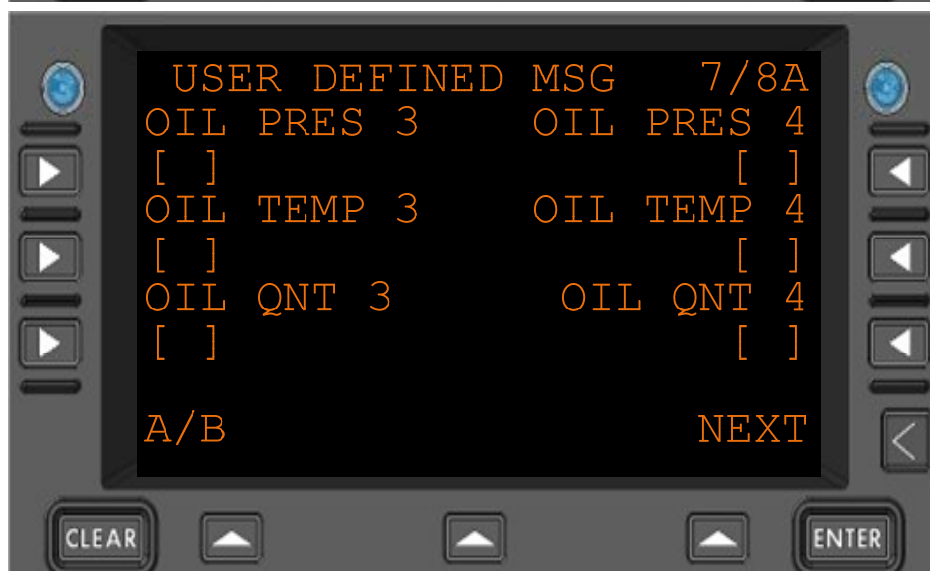 USER DEFINED MSG 7/8A
OIL PRES 3 OIL PRES 4
[ ] [ ]
OIL TEMP 3 OIL TEMP 4
[ ] [ ]
OIL QNT 3 OIL QNT 4
[ ] [ ]
A/B NEXT
CLEAR ENTER